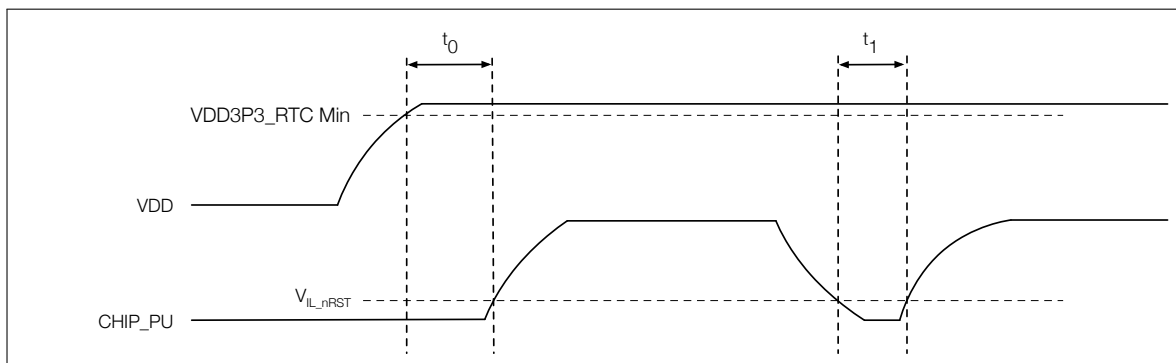 t0
t1
VDD3P3_RTC Min
VDD
VIL_nRST
CHIP_PU